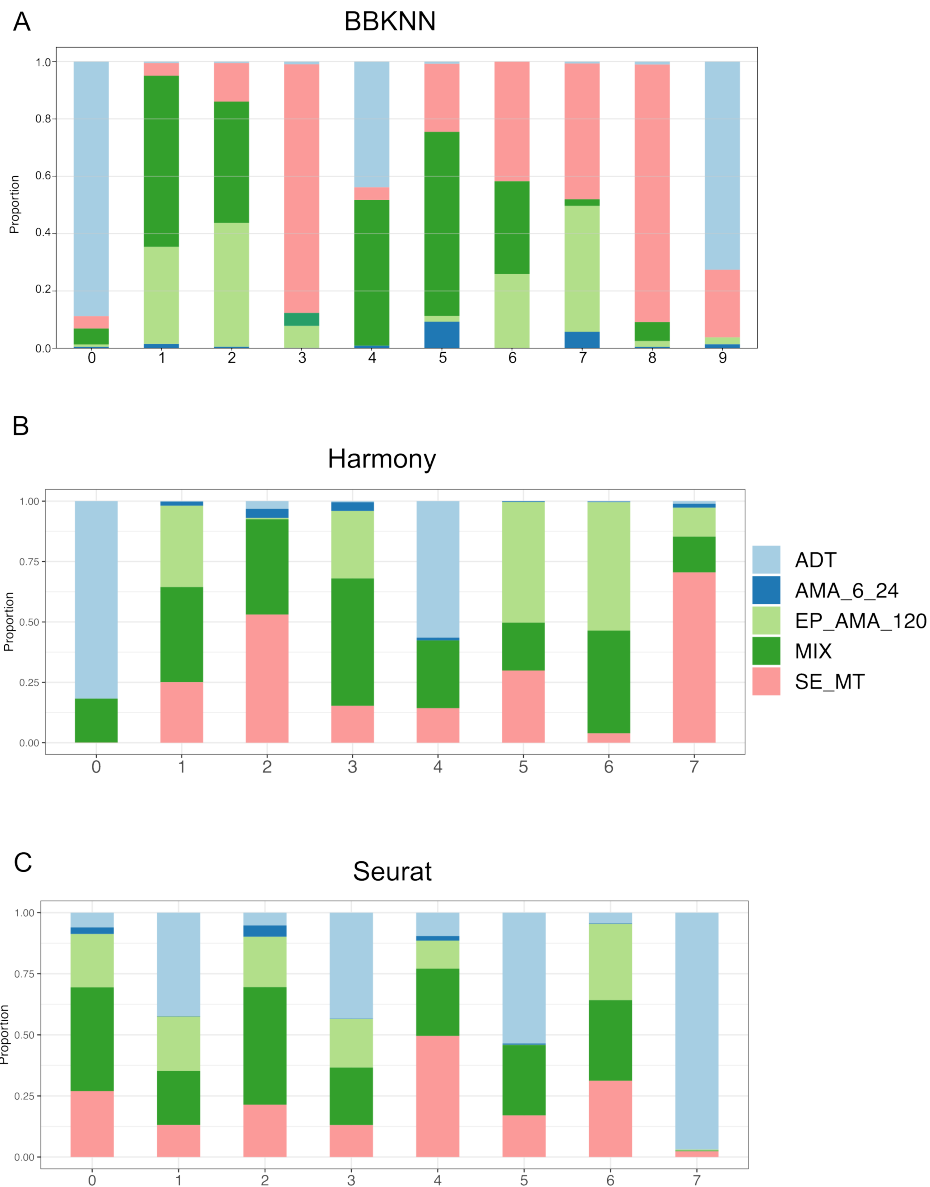 A
BBKNN
Proportion
1.0
0.8
0.6
0.4
0.2
0.0
0 1 2 3 4 5 6 7 8 9
B
Harmony
Proportion
1.00
0.75
0.50
0.25
0.00
0 1 2 3 4 5 6 7
ADT
AMA_6_24
EP_AMA_120
MIX
SE_MT
C
Seurat
Proportion
1.00
0.75
0.50
0.25
0.00
0 1 2 3 4 5 6 7